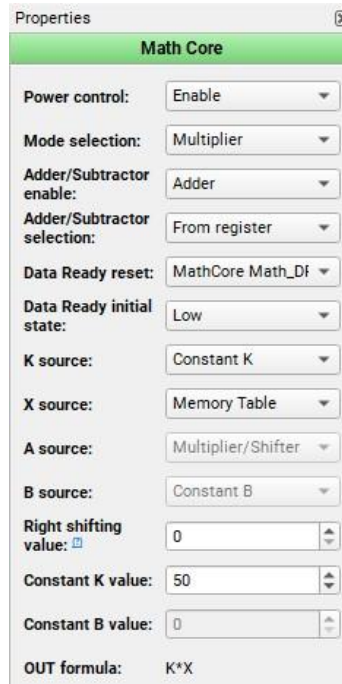 Properties
Math Core
Power control: Enable
Mode selection: Multiplier
Adder/Subtractor
enable: Adder
Adder/Subtractor
selection: From register
Data Ready reset: MathCore Math_DF
Data Ready initial
state: Low
K source: Constant K
X source: Memory Table
A source: Multiplier/Shifter
B source: Constant B
Right shifting
value: 0
Constant K value: 50
Constant B value: 0
OUT formula: K*X